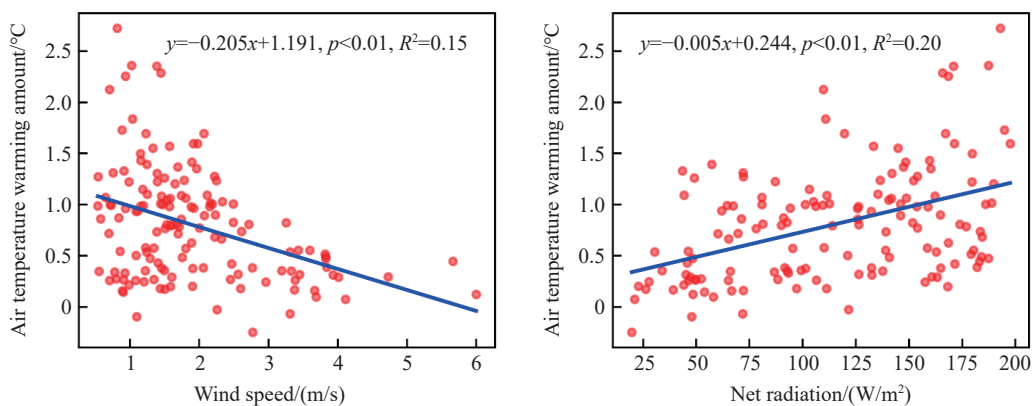 y=−0.205x+1.191, p<0.01, R²=0.15
Air temperature warming amount/°C
2.5
2.0
1.5
1.0
0.5
0
1 2 3 4 5 6
Wind speed/(m/s)
y=−0.005x+0.244, p<0.01, R²=0.20
Air temperature warming amount/°C
2.5
2.0
1.5
1.0
0.5
0
25 50 75 100 125 150 175 200
Net radiation/(W/m²)